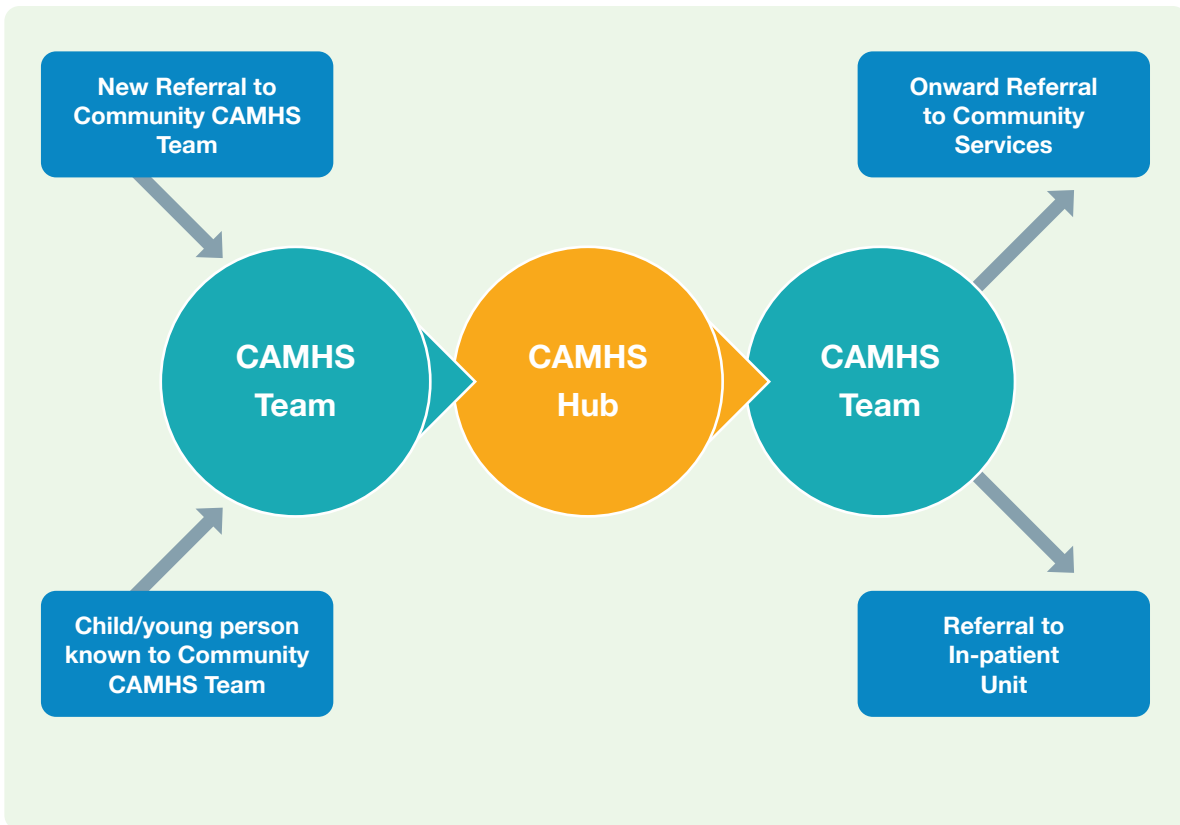 New Referral to
Community CAMHS
Team
Onward Referral
to Community
Services
CAMHS
Team
CAMHS
Hub
CAMHS
Team
Child/young person
known to Community
CAMHS Team
Referral to
In-patient
Unit